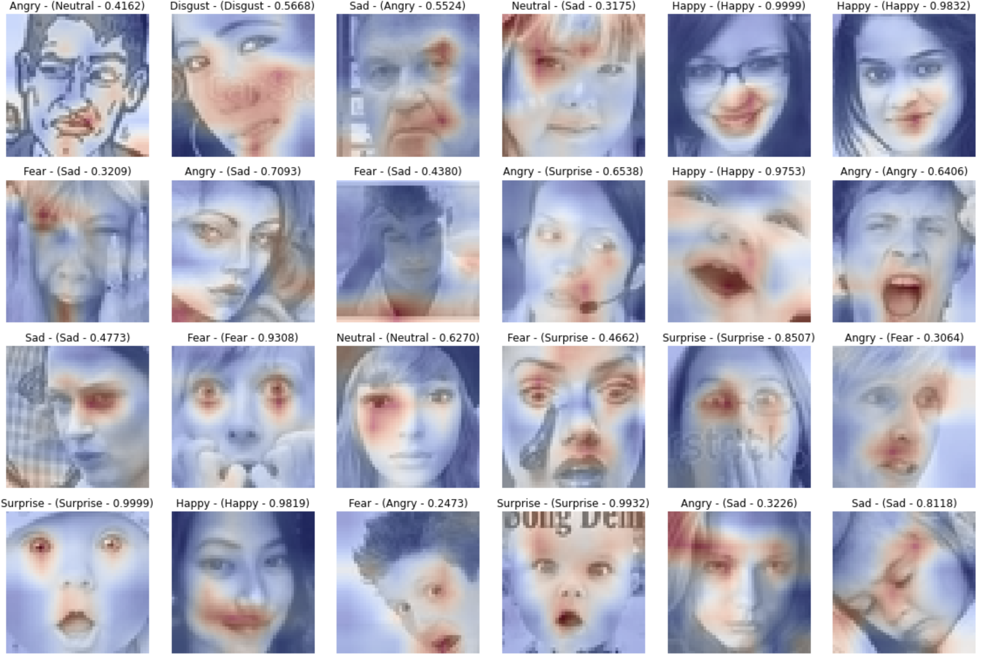 Angry - (Neutral - 0.4162)
Disgust - (Disgust - 0.5668)
Sad - (Angry - 0.5524)
Neutral - (Sad - 0.3175)
Happy - (Happy - 0.9999)
Happy - (Happy - 0.9832)
Fear - (Sad - 0.3209)
Angry - (Sad - 0.7093)
Fear - (Sad - 0.4380)
Angry - (Surprise - 0.6538)
Happy - (Happy - 0.9753)
Angry - (Angry - 0.6406)
Sad - (Sad - 0.4773)
Fear - (Fear - 0.9308)
Neutral - (Neutral - 0.6270)
Fear - (Surprise - 0.4662)
Surprise - (Surprise - 0.8507)
Angry - (Fear - 0.3064)
Surprise - (Surprise - 0.9999)
Happy - (Happy - 0.9819)
Fear - (Angry - 0.2473)
Surprise - (Surprise - 0.9932)
Angry - (Sad - 0.3226)
Sad - (Sad - 0.8118)